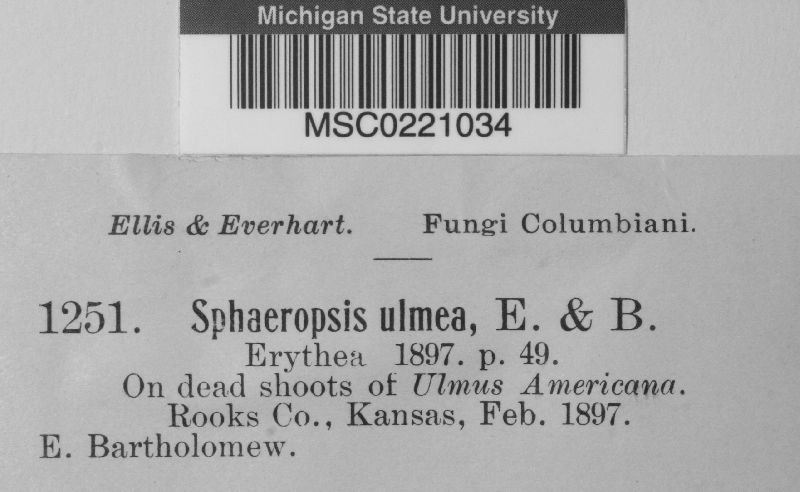 Michigan State University
MSC0221034
Ellis & Everhart. Fungi Columbiani.
1251. Sphaeropsis ulmea, E. & B.
Erythea 1897. p. 49.
On dead shoots of Ulmus Americana.
Rooks Co., Kansas, Feb. 1897.
E. Bartholomew.